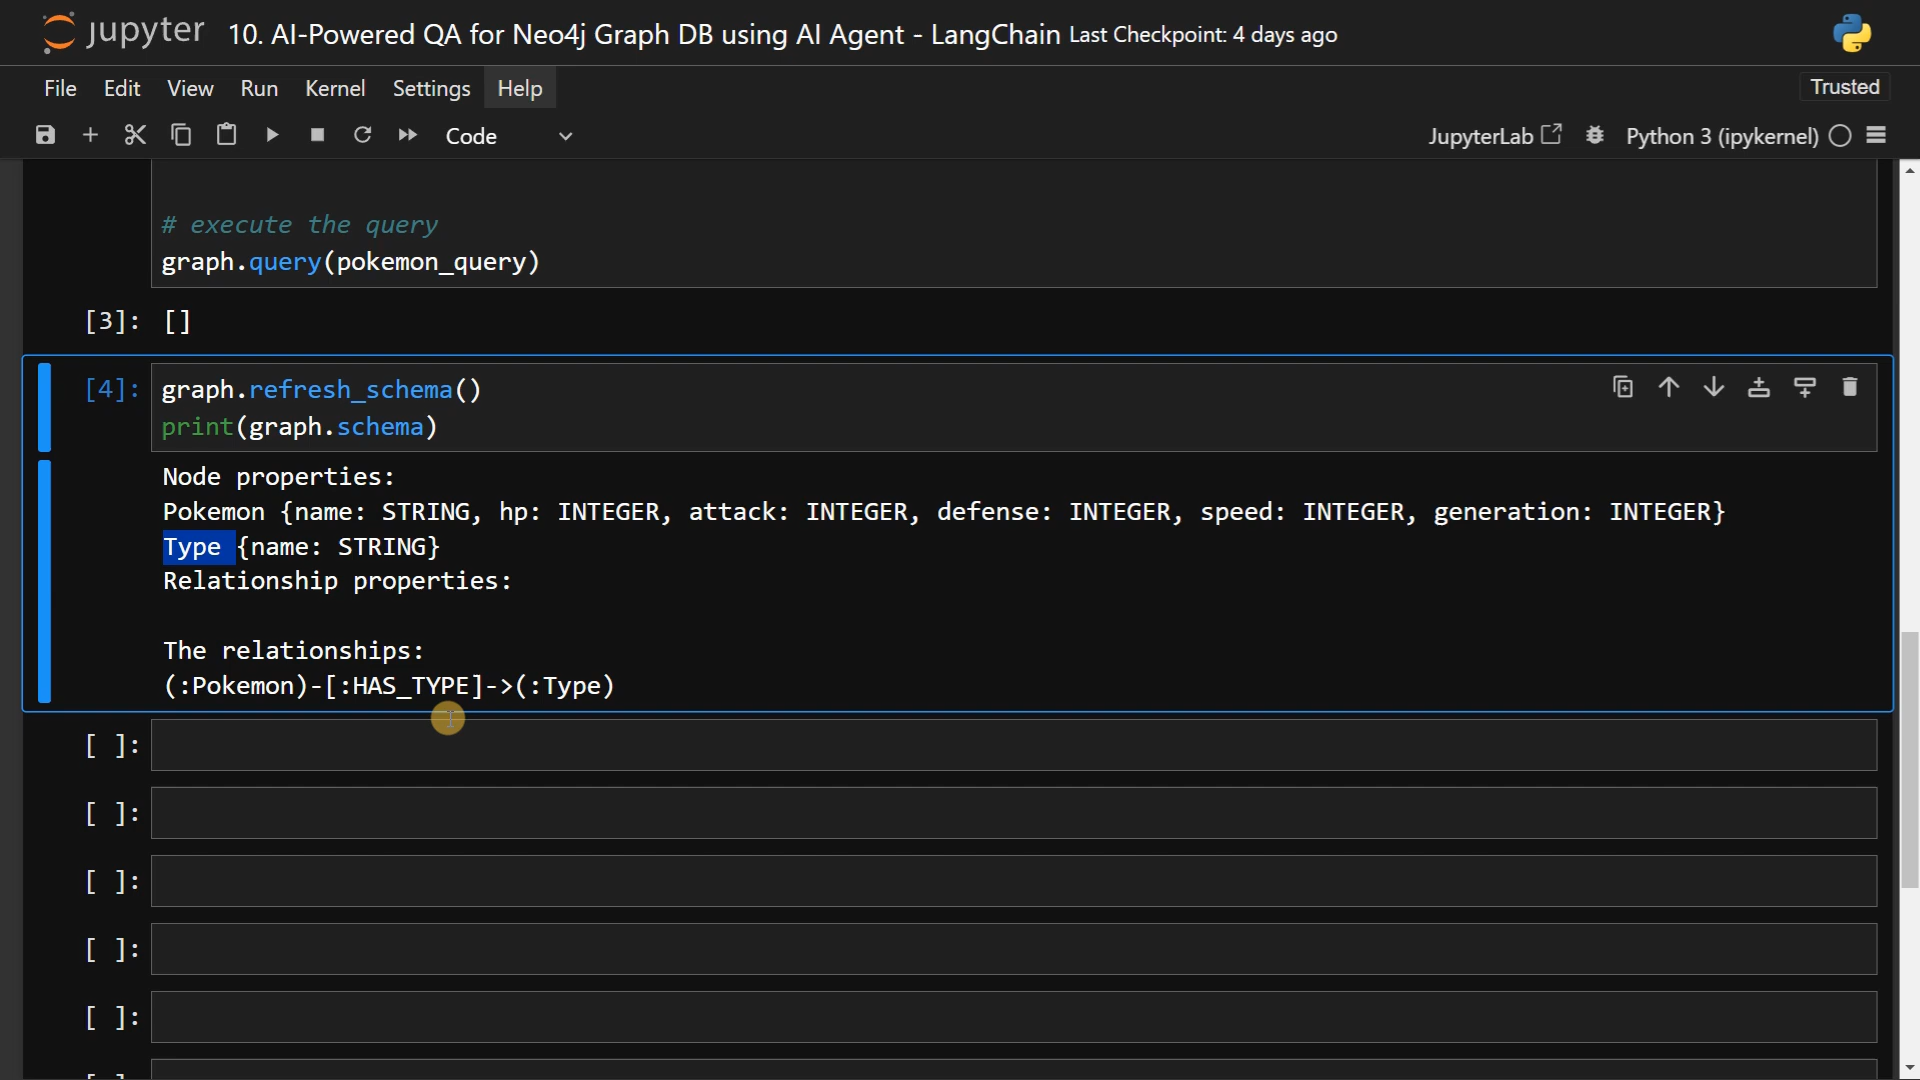 jupyter 10. AI-Powered QA for Neo4j Graph DB using AI Agent - LangChain Last Checkpoint: 4 days ago
File Edit View Run Kernel Settings Help Trusted
Code JupyterLab Python 3 (ipykernel)
# execute the query
graph.query(pokemon_query)
[3]: []
[4]: graph.refresh_schema()
print(graph.schema)
Node properties:
Pokemon {name: STRING, hp: INTEGER, attack: INTEGER, defense: INTEGER, speed: INTEGER, generation: INTEGER}
Type {name: STRING}
Relationship properties:
The relationships:
(:Pokemon)-[:HAS_TYPE]->(:Type)
[ ]:
[ ]:
[ ]:
[ ]:
[ ]: